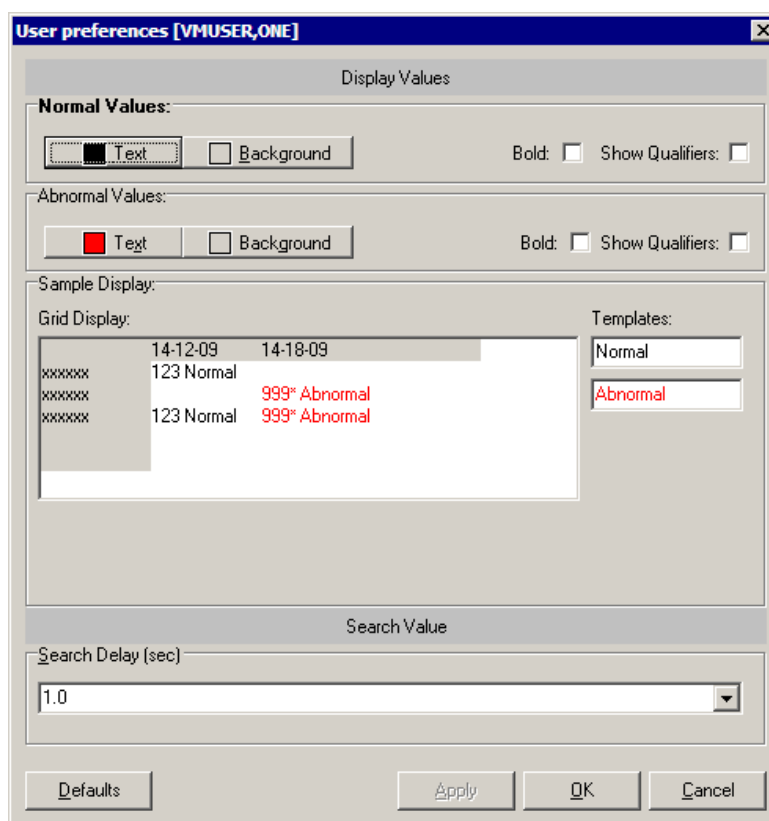 User preferences [VMUSER,ONE]
Display Values
Normal Values:
Text Background Bold: Show Qualifiers:
Abnormal Values:
Text Background Bold: Show Qualifiers:
Sample Display:
Grid Display: Templates:
14-12-09 14-18-09 Normal
xxxxxx 123 Normal
xxxxxx 999* Abnormal Abnormal
xxxxxx 123 Normal 999* Abnormal
Search Value
Search Delay (sec)
1.0
Defaults Apply OK Cancel